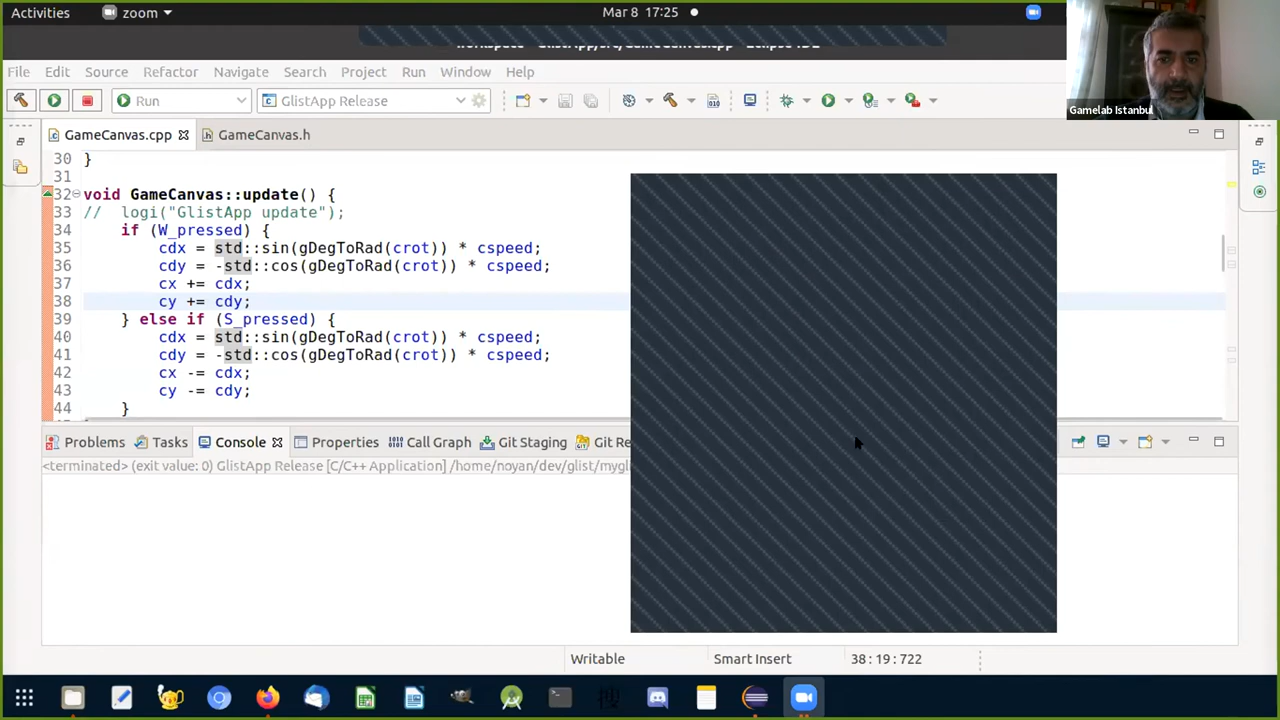 Activities
zoom
Mar 8 17:25
Gamelab Istanbul
File Edit Source Refactor Navigate Search Project Run Window Help
Run
GlistApp Release
GameCanvas.cpp
GameCanvas.h
30 }
31
32 void GameCanvas::update() {
33 // logi("GlistApp update");
34 if (W_pressed) {
35 cdx = std::sin(gDegToRad(crot)) * cspeed;
36 cdy = -std::cos(gDegToRad(crot)) * cspeed;
37 cx += cdx;
38 cy += cdy;
39 } else if (S_pressed) {
40 cdx = std::sin(gDegToRad(crot)) * cspeed;
41 cdy = -std::cos(gDegToRad(crot)) * cspeed;
42 cx -= cdx;
43 cy -= cdy;
44 }
Problems Tasks Console Properties Call Graph Git Staging Git Re
<terminated> (exit value: 0) GlistApp Release [C/C++ Application] /home/noyan/dev/glist/myg
Writable
Smart Insert
38 : 19 : 722
搜